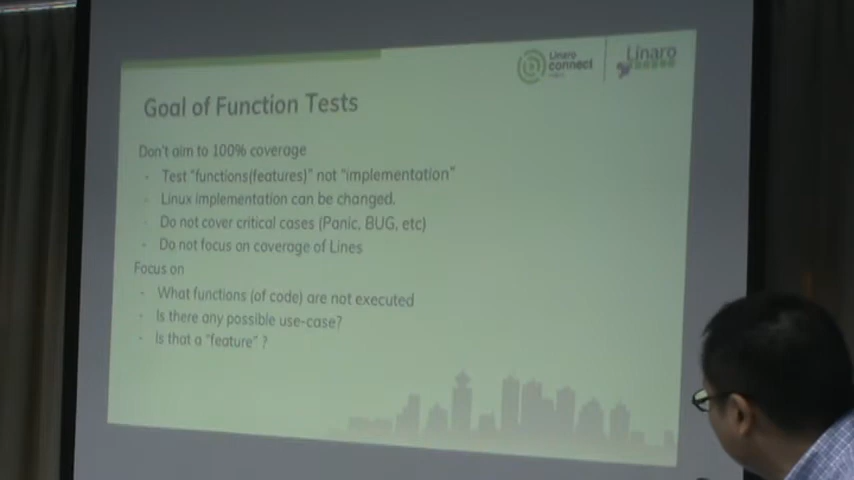 Linaro
connect
Linaro
Goal of Function Tests
Don't aim to 100% coverage
- Test "functions(features)" not "implementation"
- Linux implementation can be changed.
- Do not cover critical cases (Panic, BUG, etc)
- Do not focus on coverage of Lines
Focus on
- What functions (of code) are not executed
- Is there any possible use-case?
- Is that a "feature" ?